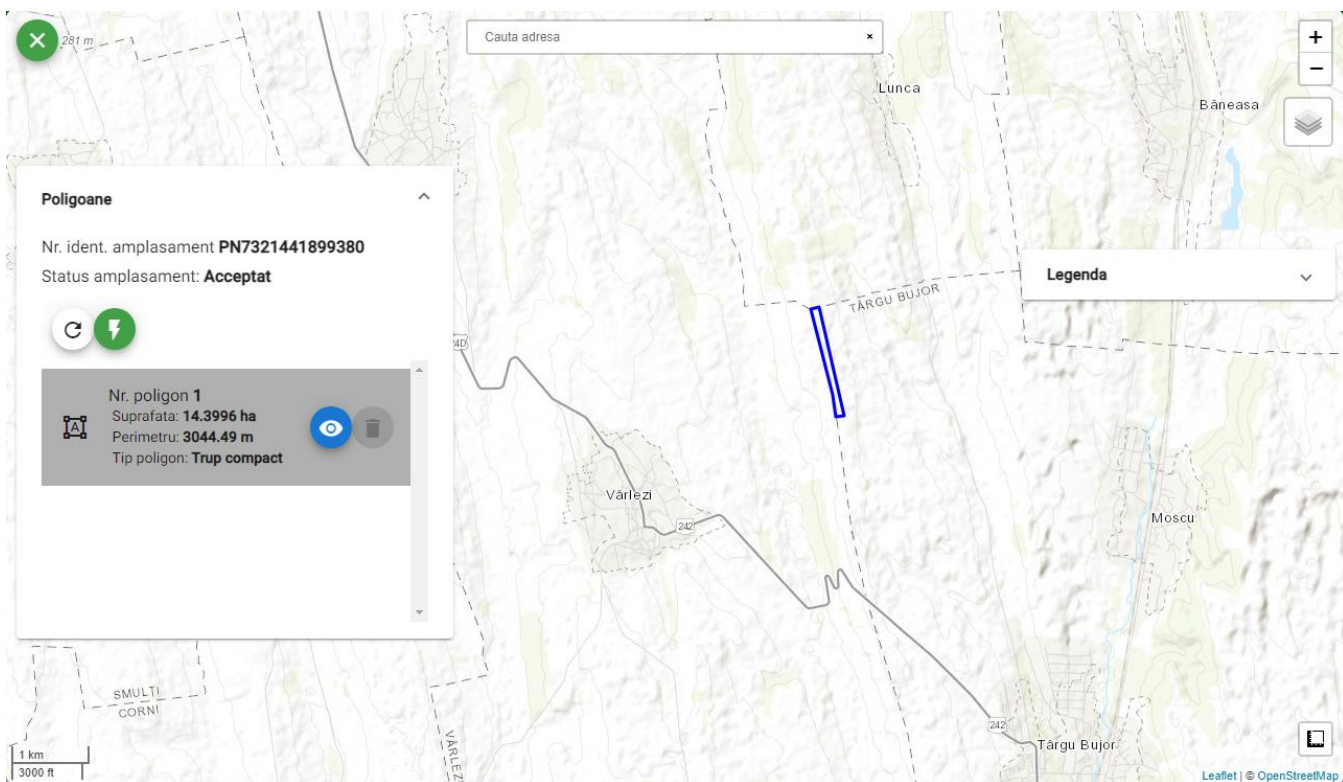 281 m
Cauta adresa
×
+
−
Lunca
Băneasa
Poligoane
Nr. ident. amplasament PN7321441899380
Status amplasament: Acceptat
Legenda
TÂRGU BUJOR
24D
Nr. poligon 1
Suprafata: 14.3996 ha
Perimetru: 3044.49 m
Tip poligon: Trup compact
A
Vârlezi
242
Moscu
SMULȚI
CORNI
VÂRLEZ
242
Târgu Bujor
1 km
3000 ft
Leaflet | © OpenStreetMap